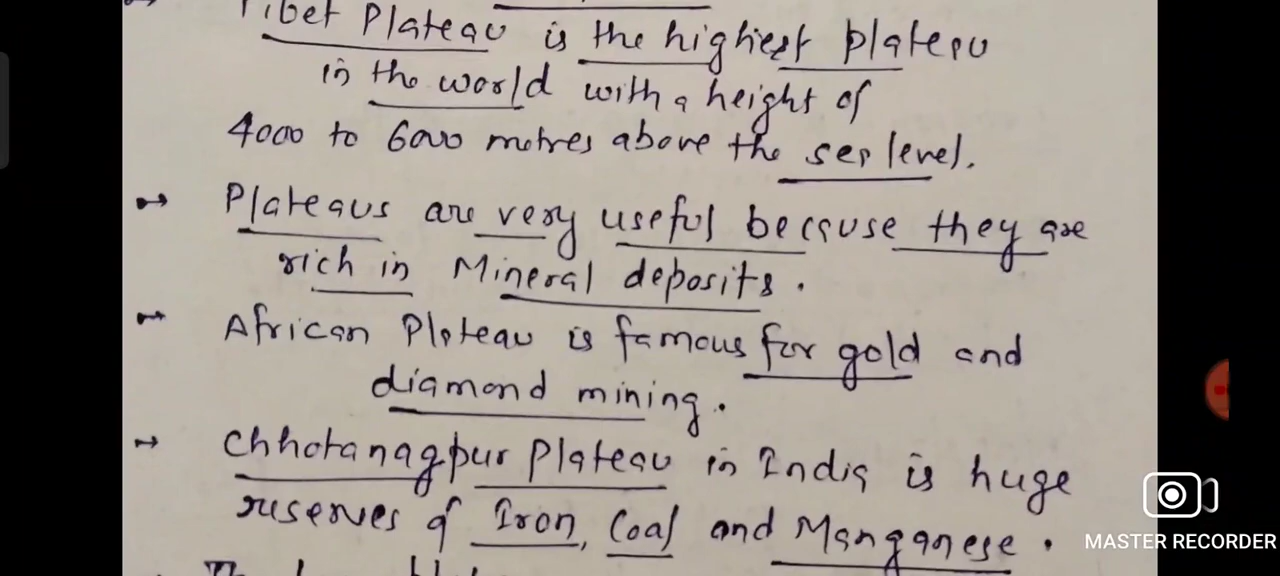 Tibet Plateau is the highest plateau
in the world with a height of
4000 to 6000 metres above the sea level.
Plateaus are very useful because they are
rich in Mineral deposits.
African Plateau is famous for gold and
diamond mining.
Chhotanagpur Plateau in India is huge
reserves of Iron, Coal and Manganese.
MASTER RECORDER